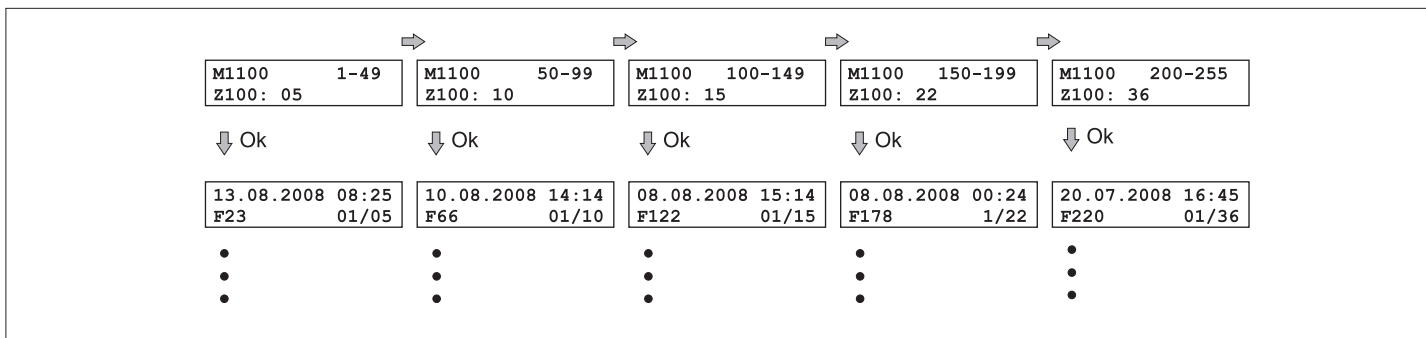 M1100 1-49
Z100: 05
M1100 50-99
Z100: 10
M1100 100-149
Z100: 15
M1100 150-199
Z100: 22
M1100 200-255
Z100: 36
Ok
Ok
Ok
Ok
Ok
13.08.2008 08:25
F23 01/05
10.08.2008 14:14
F66 01/10
08.08.2008 15:14
F122 01/15
08.08.2008 00:24
F178 1/22
20.07.2008 16:45
F220 01/36